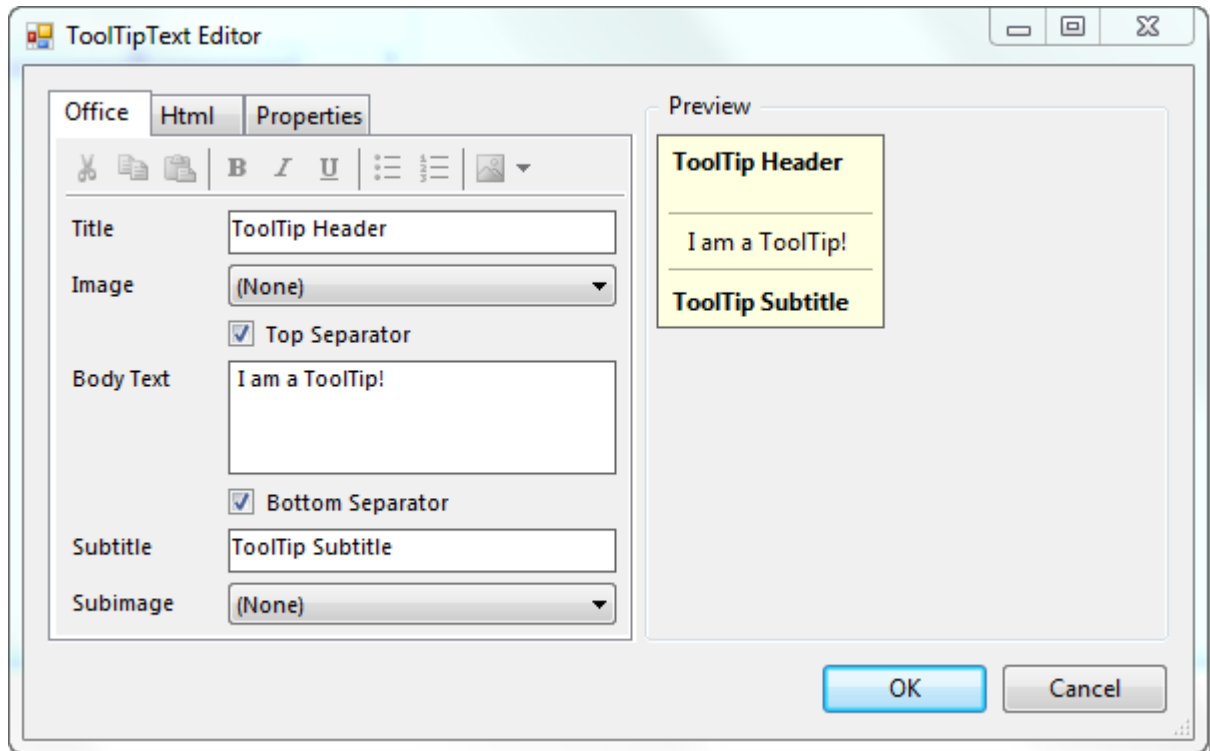 ToolTipText Editor
Office Html Properties
B I U
Title ToolTip Header
Image (None)
Top Separator
Body Text I am a ToolTip!
Bottom Separator
Subtitle ToolTip Subtitle
Subimage (None)
Preview
ToolTip Header
I am a ToolTip!
ToolTip Subtitle
OK Cancel